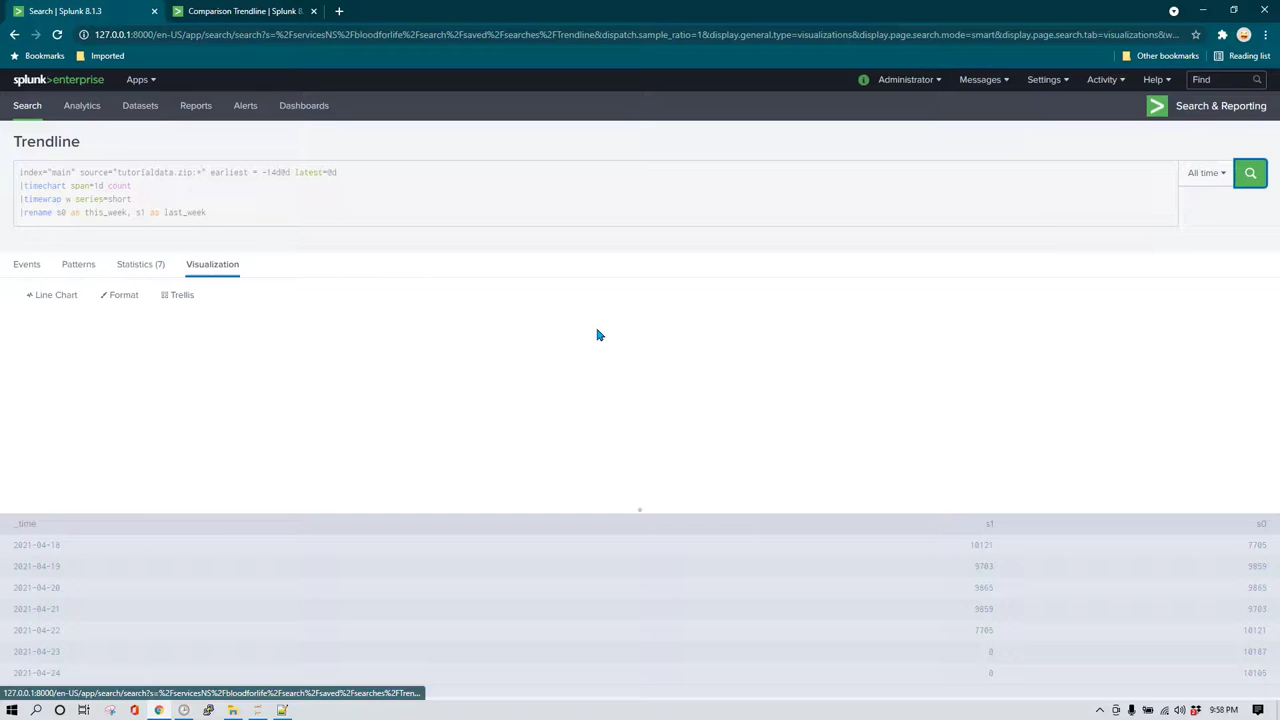 Search | Splunk 8.1.3
Comparison Trendline | Splunk 8.
127.0.0.1:8000/en-US/app/search/search?s=%2FservicesNS%2Fbloodforlife%2Fsearch%2Fsaved%2Fsearches%2FTrendline&dispatch.sample_ratio=1&display.general.type=visualizations&display.page.search.mode=smart&display.page.search.tab=visualizations&w...
Bookmarks
Imported
Other bookmarks
Reading list
splunk>enterprise
Apps
Administrator
Messages
Settings
Activity
Help
Find
Search
Analytics
Datasets
Reports
Alerts
Dashboards
Search & Reporting
Trendline
index="main" source="tutorialdata.zip:*" earliest = -14d@d latest=@d
|timechart span=1d count
|timewrap w series=short
|rename s0 as this_week, s1 as last_week
All time
Events
Patterns
Statistics (7)
Visualization
Line Chart
Format
Trellis
_time s1 s0
2021-04-18 10121 7705
2021-04-19 9703 9859
2021-04-20 9865 9865
2021-04-21 9859 9703
2021-04-22 7705 10121
2021-04-23 0 10187
2021-04-24 0 10105
127.0.0.1:8000/en-US/app/search/search?s=%2FservicesNS%2Fbloodforlife%2Fsearch%2Fsaved%2Fsearches%2FTren...
9:58 PM